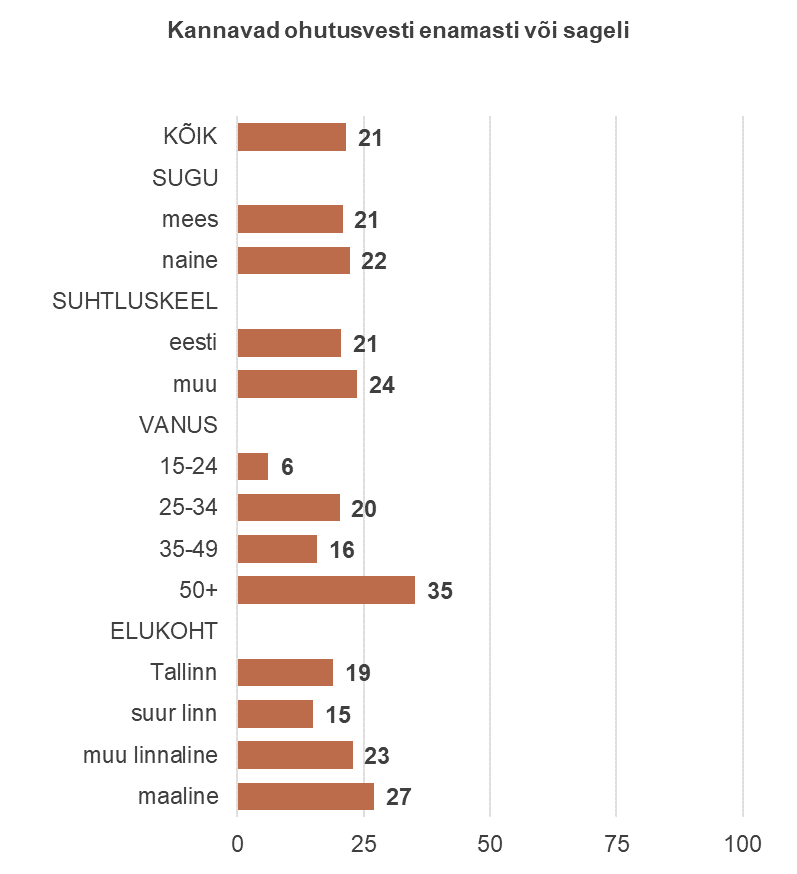 Kannavad ohutusvesti enamasti või sageli
KÕIK 21
SUGU
mees 21
naine 22
SUHTLUSKEEL
eesti 21
muu 24
VANUS
15-24 6
25-34 20
35-49 16
50+ 35
ELUKOHT
Tallinn 19
suur linn 15
muu linnaline 23
maaline 27
0 25 50 75 100